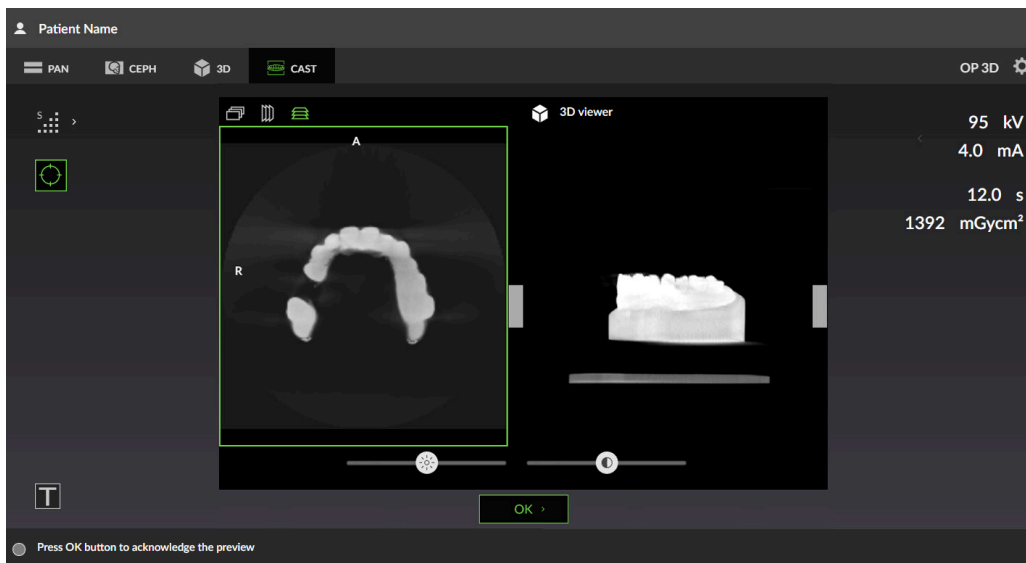 Patient Name
PAN CEPH 3D CAST OP 3D
S
3D viewer
95 kV
4.0 mA
12.0 s
1392 mGycm²
A
R
T
OK
Press OK button to acknowledge the preview